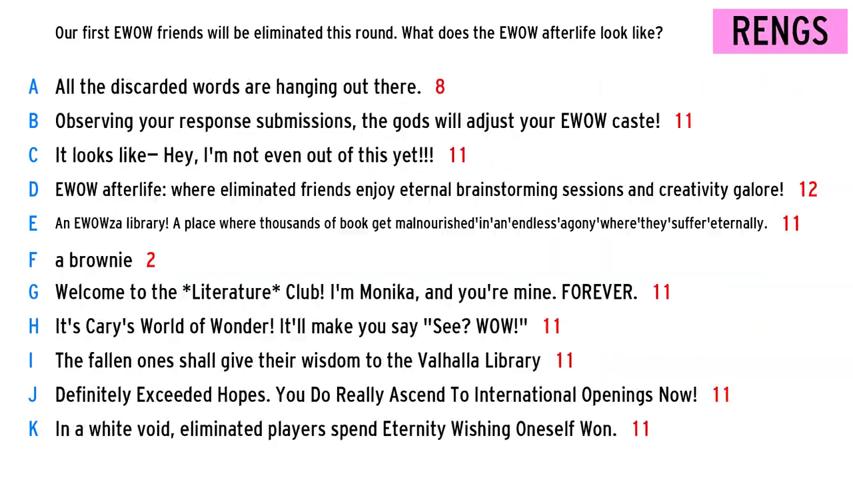 Our first EWOW friends will be eliminated this round. What does the EWOW afterlife look like?
RENGS
A All the discarded words are hanging out there. 8
B Observing your response submissions, the gods will adjust your EWOW caste! 11
C It looks like— Hey, I'm not even out of this yet!!! 11
D EWOW afterlife: where eliminated friends enjoy eternal brainstorming sessions and creativity galore! 12
E An EWOWza library! A place where thousands of book get malnourished'in'an'endless'agony'where'they'suffer'eternally. 11
F a brownie 2
G Welcome to the *Literature* Club! I'm Monika, and you're mine. FOREVER. 11
H It's Cary's World of Wonder! It'll make you say "See? WOW!" 11
I The fallen ones shall give their wisdom to the Valhalla Library 11
J Definitely Exceeded Hopes. You Do Really Ascend To International Openings Now! 11
K In a white void, eliminated players spend Eternity Wishing Oneself Won. 11